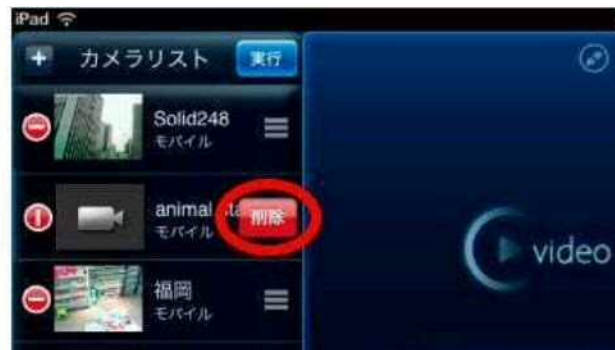 iPad
カメラリスト 実行
Solid248
モバイル
animal 削除
モバイル
福岡
モバイル
video